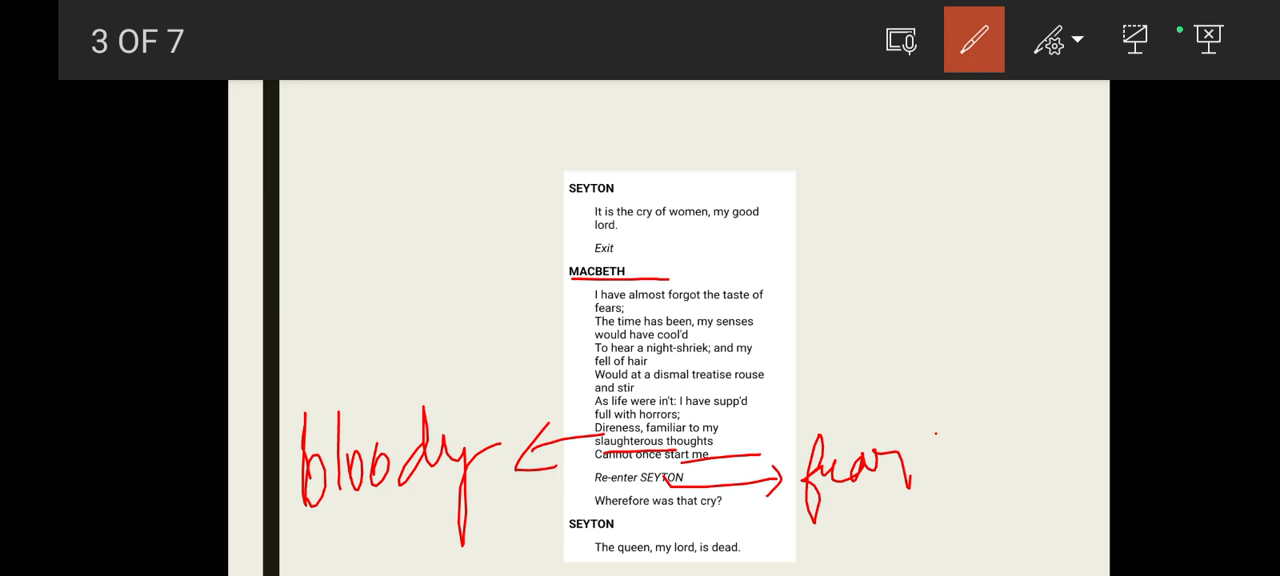 3 OF 7
SEYTON
It is the cry of women, my good
lord.
Exit
MACBETH
I have almost forgot the taste of
fears;
The time has been, my senses
would have cool'd
To hear a night-shriek; and my
fell of hair
Would at a dismal treatise rouse
and stir
As life were in't: I have supp'd
full with horrors;
Direness, familiar to my
slaughterous thoughts
Cannot once start me.
bloody
fear
Re-enter SEYTON
Wherefore was that cry?
SEYTON
The queen, my lord, is dead.